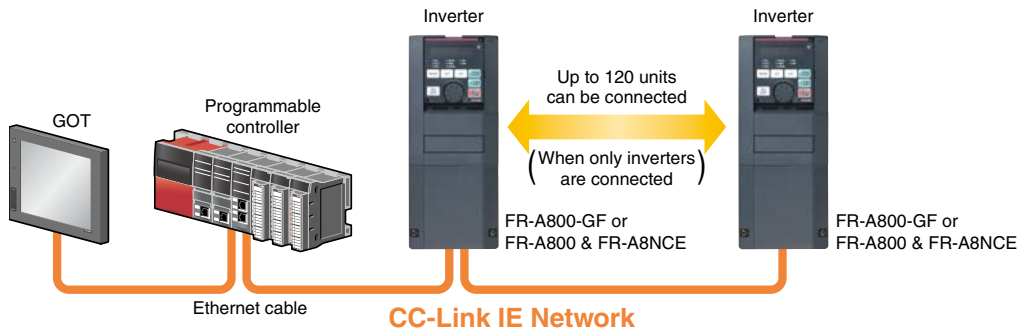 Inverter
Inverter
Up to 120 units
can be connected
(When only inverters
are connected)
GOT
Programmable
controller
FR-A800-GF or
FR-A800 & FR-A8NCE
FR-A800-GF or
FR-A800 & FR-A8NCE
Ethernet cable
CC-Link IE Network